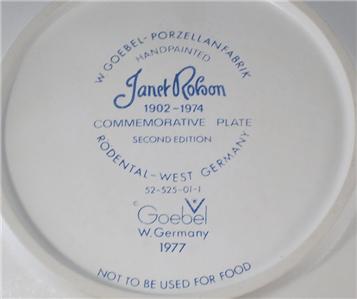 W. GOEBEL-PORZELLANFABRIK
HANDPAINTED
Janet Robson
1902-1974
COMMEMORATIVE PLATE
SECOND EDITION
RÖDENTAL-WEST GERMANY
52-525-01-1
© Goebel
W. Germany
1977
NOT TO BE USED FOR FOOD